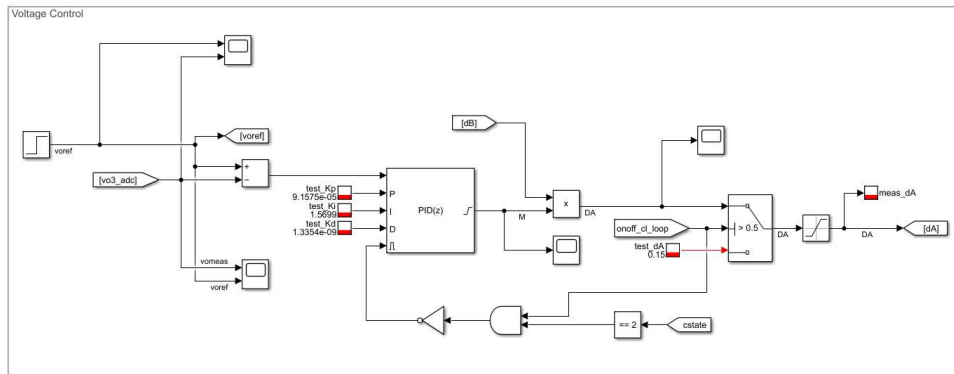 Voltage Control
voref
[voref]
[vo3_adc]
+
−
test_Kp
9.1575e-05
test_Ki
1.5699
test_Kd
1.3354e-09
P
I
D
PID(z)
M
[dB]
x
DA
onoff_cl_loop
test_dA
0.15
> 0.5
DA
DA
meas_dA
[dA]
vomeas
voref
== 2
cstate